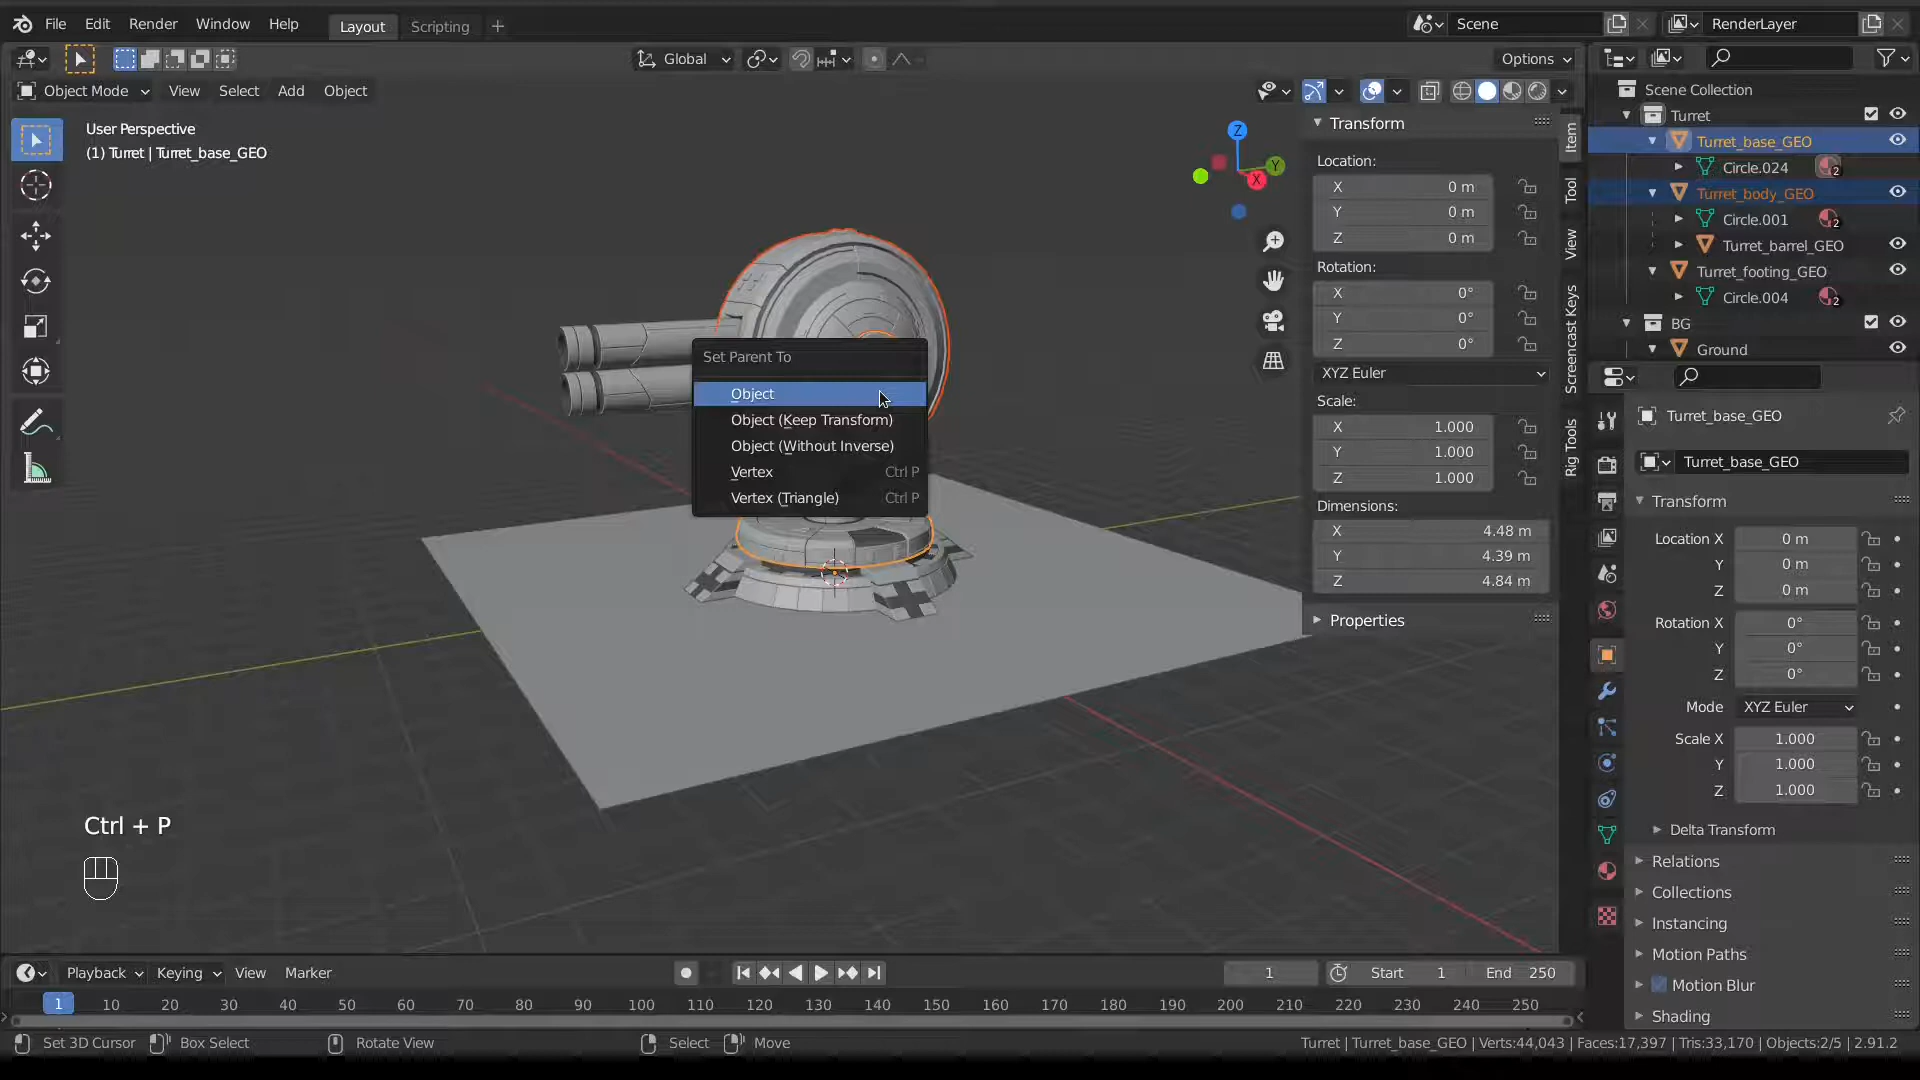 File Edit Render Window Help Layout Scripting + Scene RenderLayer
Global Options
Object Mode View Select Add Object
User Perspective
(1) Turret | Turret_base_GEO
Z
Y
X
Set Parent To
Object
Object (Keep Transform)
Object (Without Inverse)
Vertex Ctrl P
Vertex (Triangle) Ctrl P
Ctrl + P
Transform
Location:
X 0 m
Y 0 m
Z 0 m
Rotation:
X 0°
Y 0°
Z 0°
XYZ Euler
Scale:
X 1.000
Y 1.000
Z 1.000
Dimensions:
X 4.48 m
Y 4.39 m
Z 4.84 m
Properties
Item
Tool
View
Screencast Keys
Rig Tools
Scene Collection
Turret
Turret_base_GEO
Circle.024 2
Turret_body_GEO
Circle.001 2
Turret_barrel_GEO
Turret_footing_GEO
Circle.004 2
BG
Ground
Turret_base_GEO
Turret_base_GEO
Transform
Location X 0 m
Y 0 m
Z 0 m
Rotation X 0°
Y 0°
Z 0°
Mode XYZ Euler
Scale X 1.000
Y 1.000
Z 1.000
Delta Transform
Relations
Collections
Instancing
Motion Paths
Motion Blur
Shading
Playback Keying View Marker 1 Start 1 End 250
1 10 20 30 40 50 60 70 80 90 100 110 120 130 140 150 160 170 180 190 200 210 220 230 240 250
Set 3D Cursor Box Select Rotate View Select Move Turret | Turret_base_GEO | Verts:44,043 | Faces:17,397 | Tris:33,170 | Objects:2/5 | 2.91.2